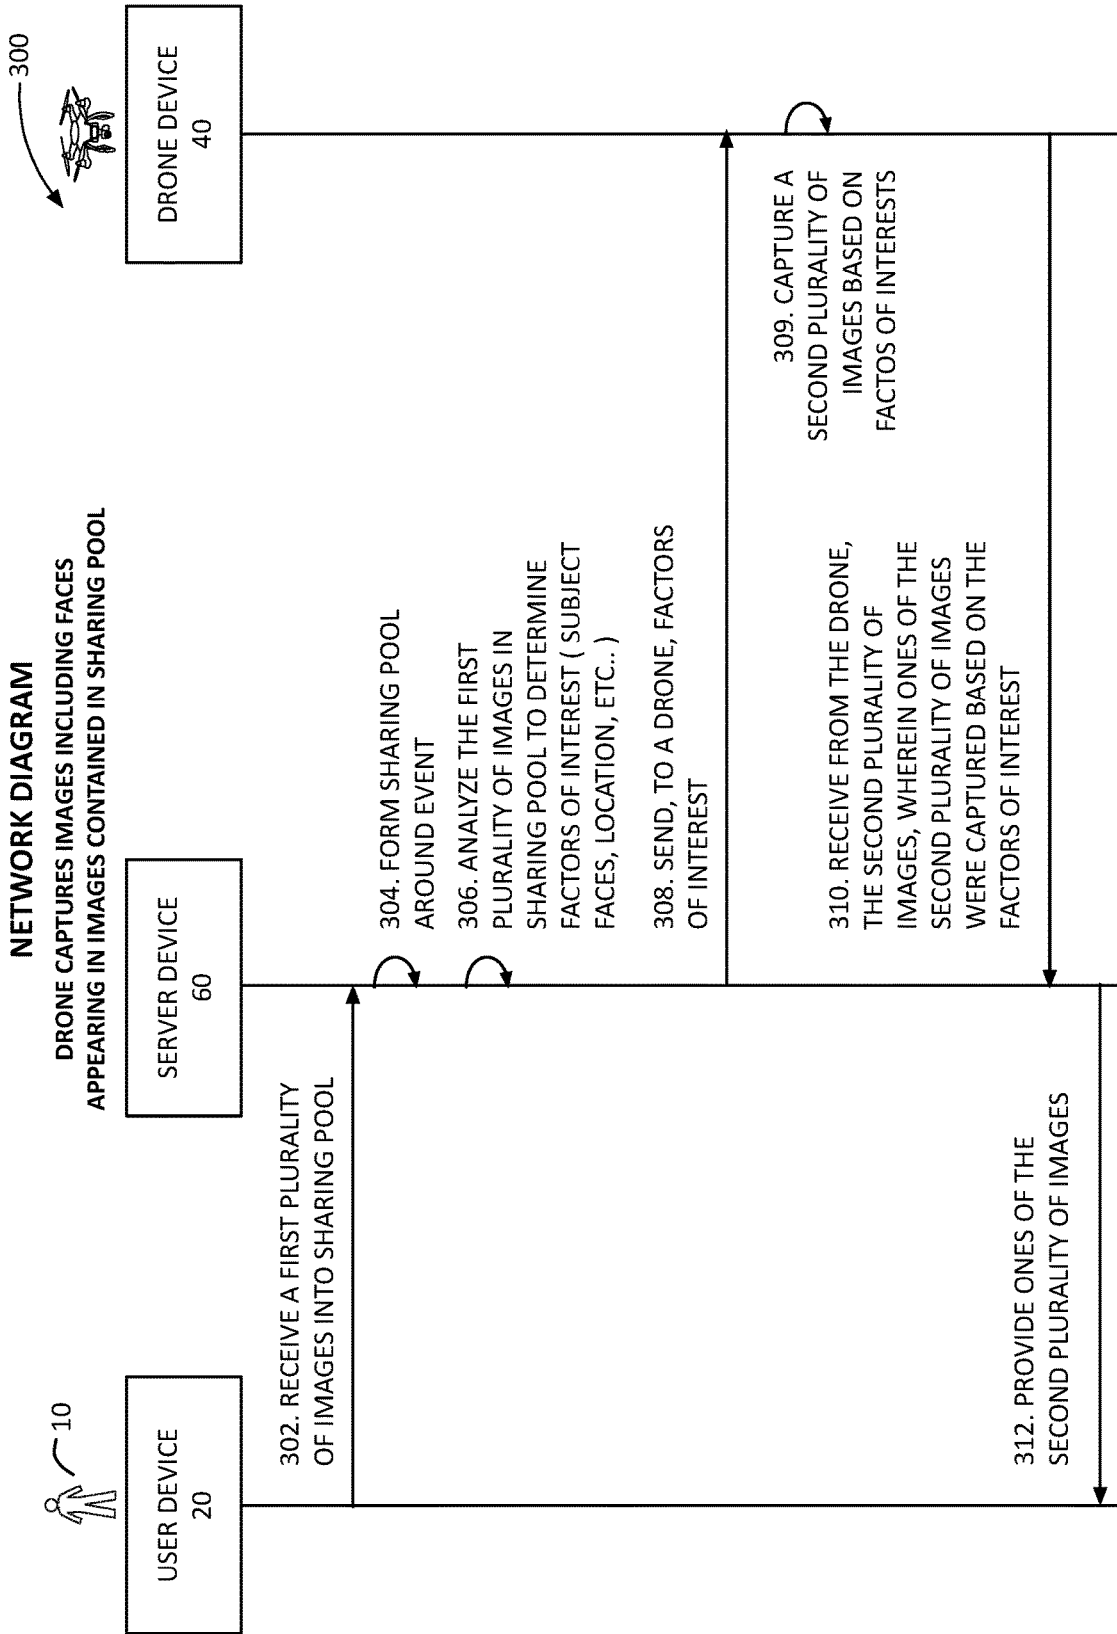 NETWORK DIAGRAM
DRONE CAPTURES IMAGES INCLUDING FACES
APPEARING IN IMAGES CONTAINED IN SHARING POOL
300
10
USER DEVICE
20
SERVER DEVICE
60
DRONE DEVICE
40
302. RECEIVE A FIRST PLURALITY
OF IMAGES INTO SHARING POOL
304. FORM SHARING POOL
AROUND EVENT
306. ANALYZE THE FIRST
PLURALITY OF IMAGES IN
SHARING POOL TO DETERMINE
FACTORS OF INTEREST ( SUBJECT
FACES, LOCATION, ETC.. )
308. SEND, TO A DRONE, FACTORS
OF INTEREST
309. CAPTURE A
SECOND PLURALITY OF
IMAGES BASED ON
FACTOS OF INTERESTS
310. RECEIVE FROM THE DRONE,
THE SECOND PLURALITY OF
IMAGES, WHEREIN ONES OF THE
SECOND PLURALITY OF IMAGES
WERE CAPTURED BASED ON THE
FACTORS OF INTEREST
312. PROVIDE ONES OF THE
SECOND PLURALITY OF IMAGES